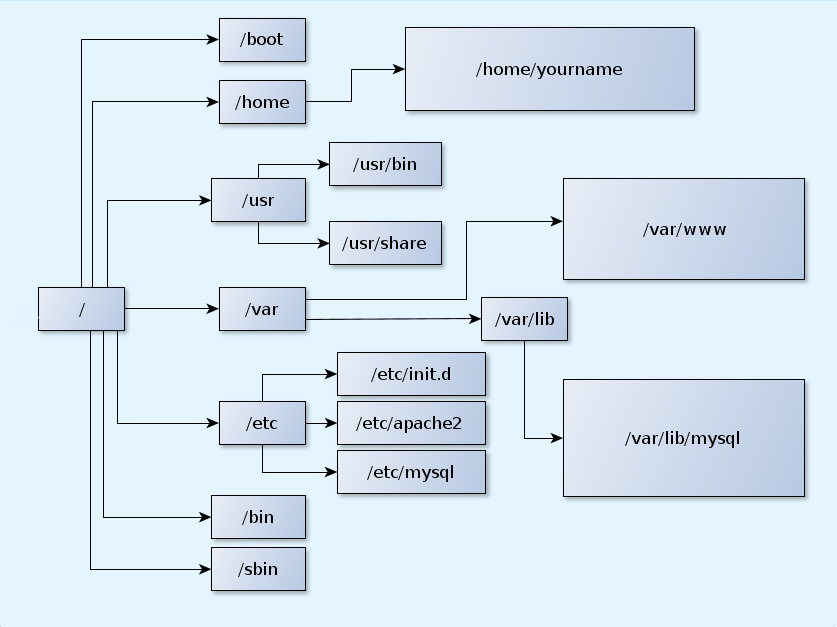 /boot
/home
/home/yourname
/usr/bin
/usr
/usr/share
/var/www
/
/var
/var/lib
/etc/init.d
/etc
/etc/apache2
/etc/mysql
/var/lib/mysql
/bin
/sbin